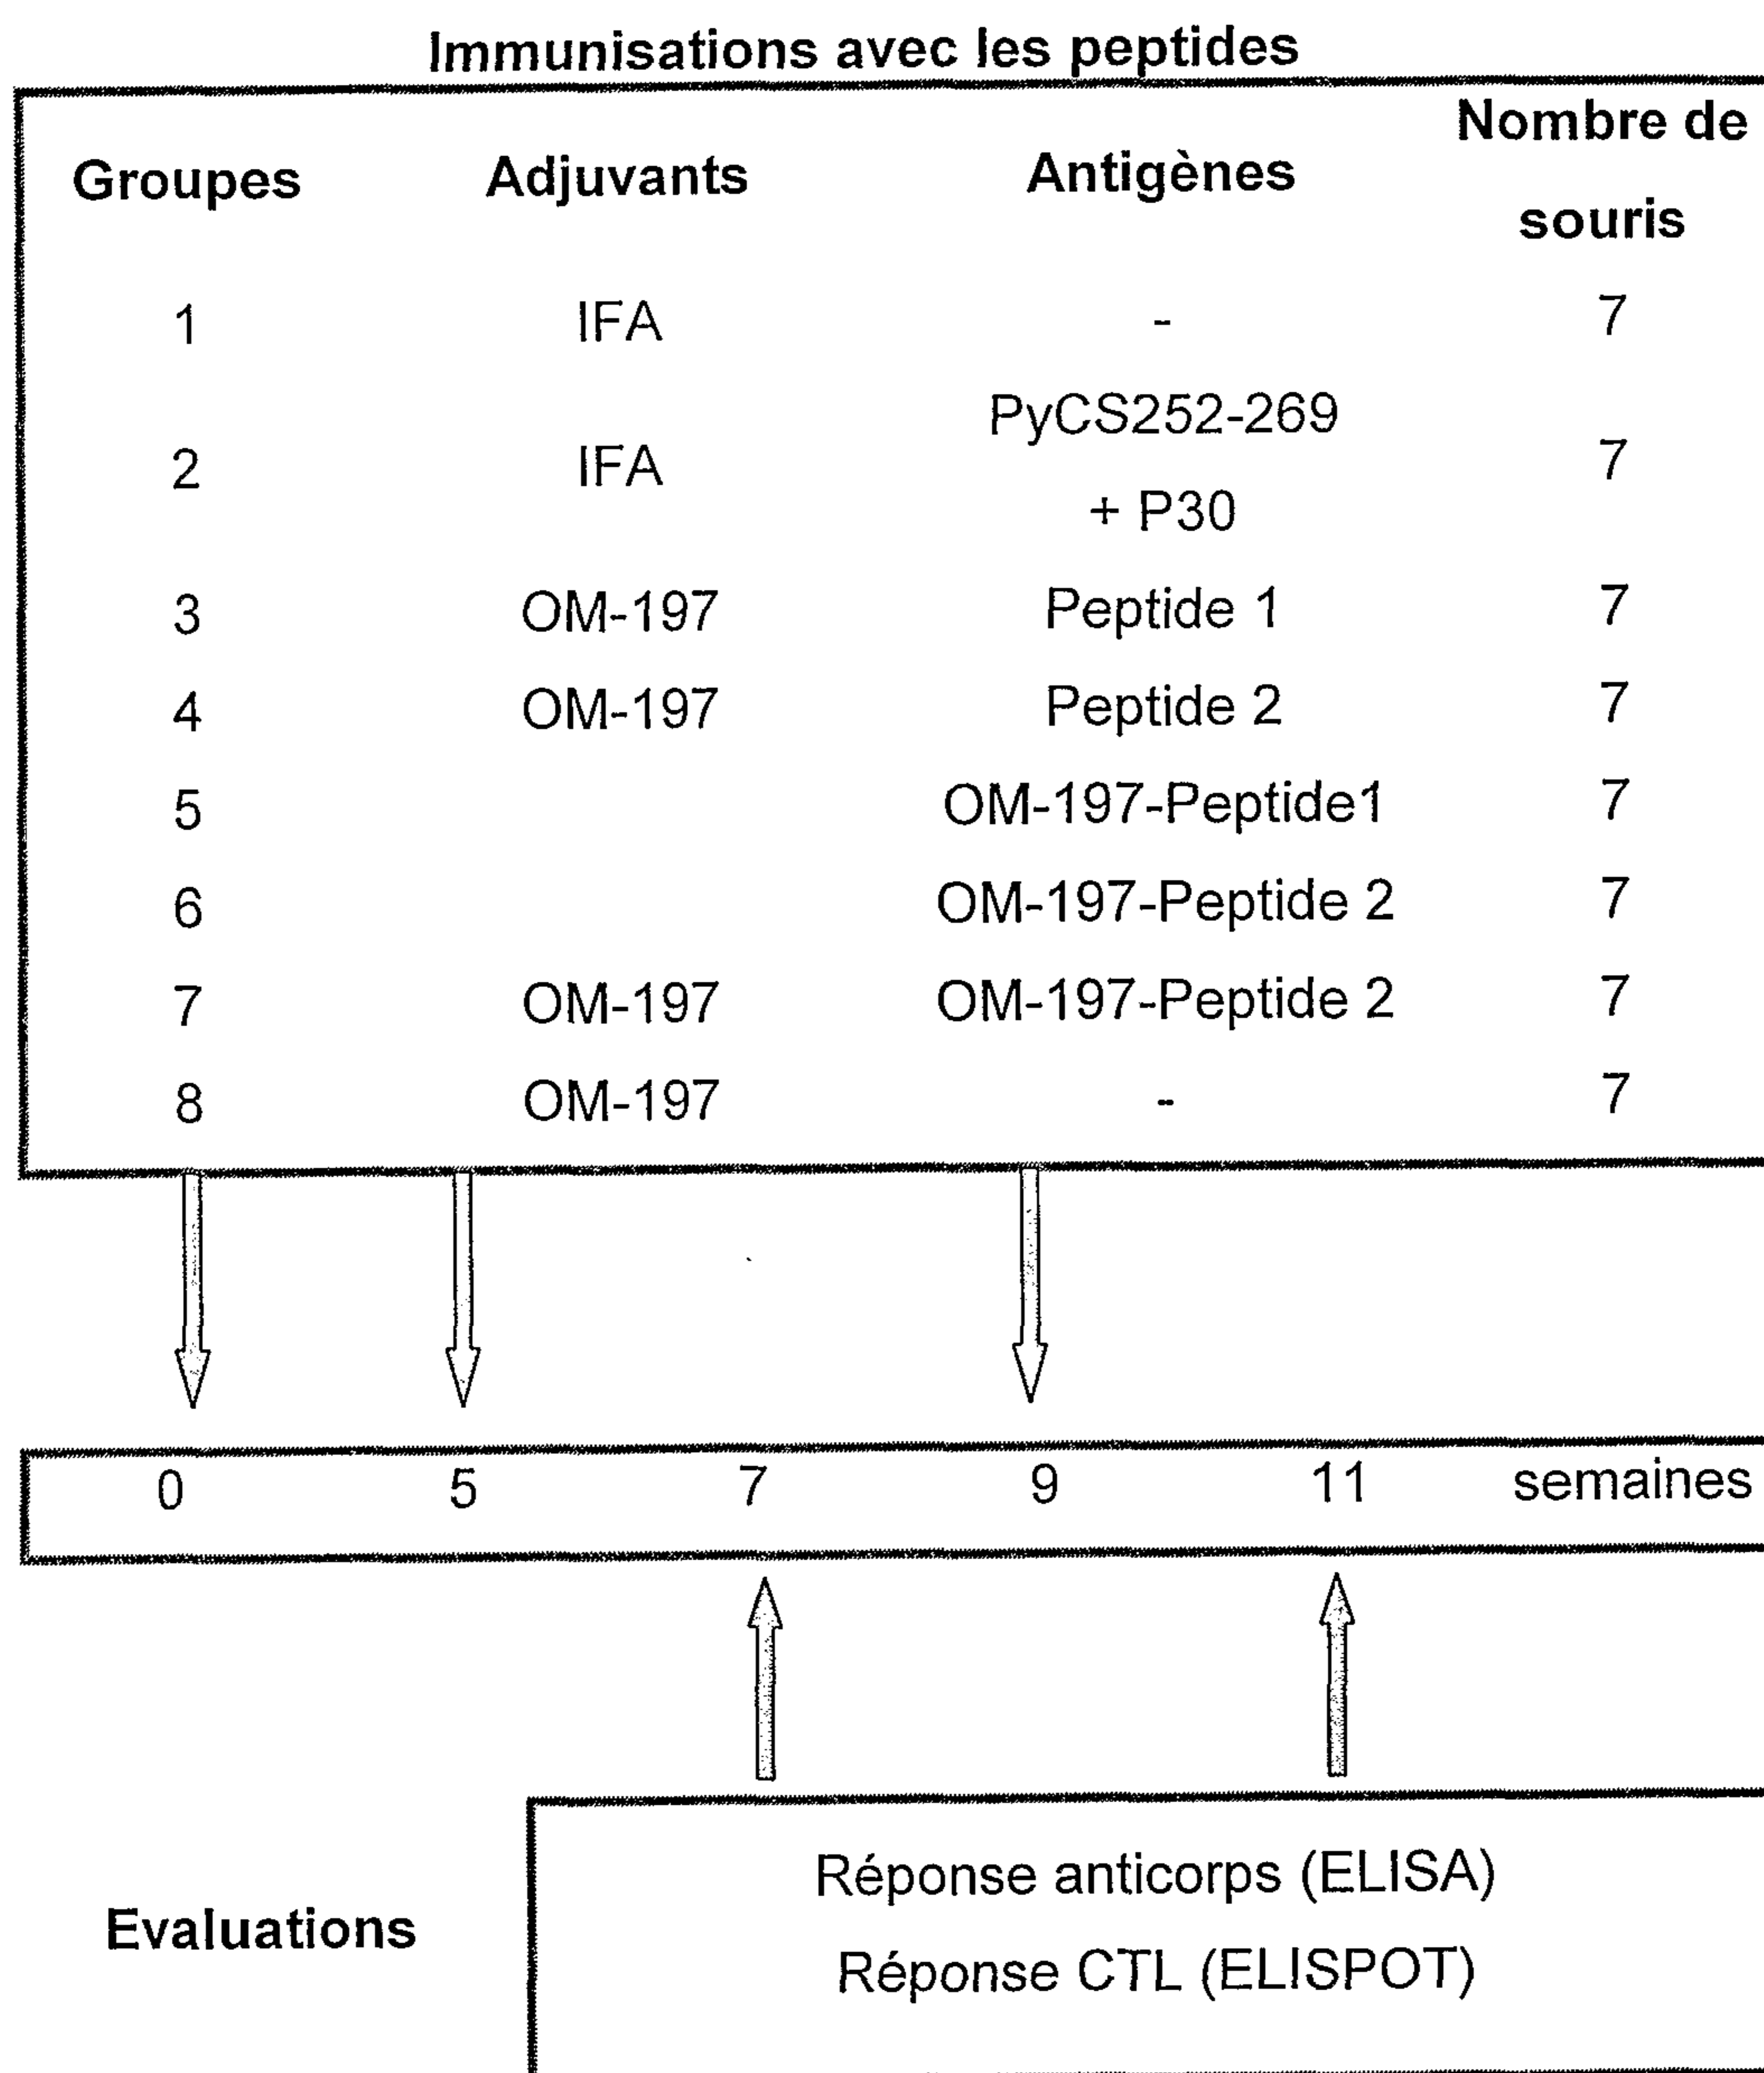 Immunisations avec les peptides
Groupes Adjuvants Antigènes Nombre de souris
1 IFA - 7
2 IFA PyCS252-269 + P30 7
3 OM-197 Peptide 1 7
4 OM-197 Peptide 2 7
5 OM-197-Peptide1 7
6 OM-197-Peptide 2 7
7 OM-197 OM-197-Peptide 2 7
8 OM-197 - 7
0 5 7 9 11 semaines
Evaluations
Réponse anticorps (ELISA)
Réponse CTL (ELISPOT)